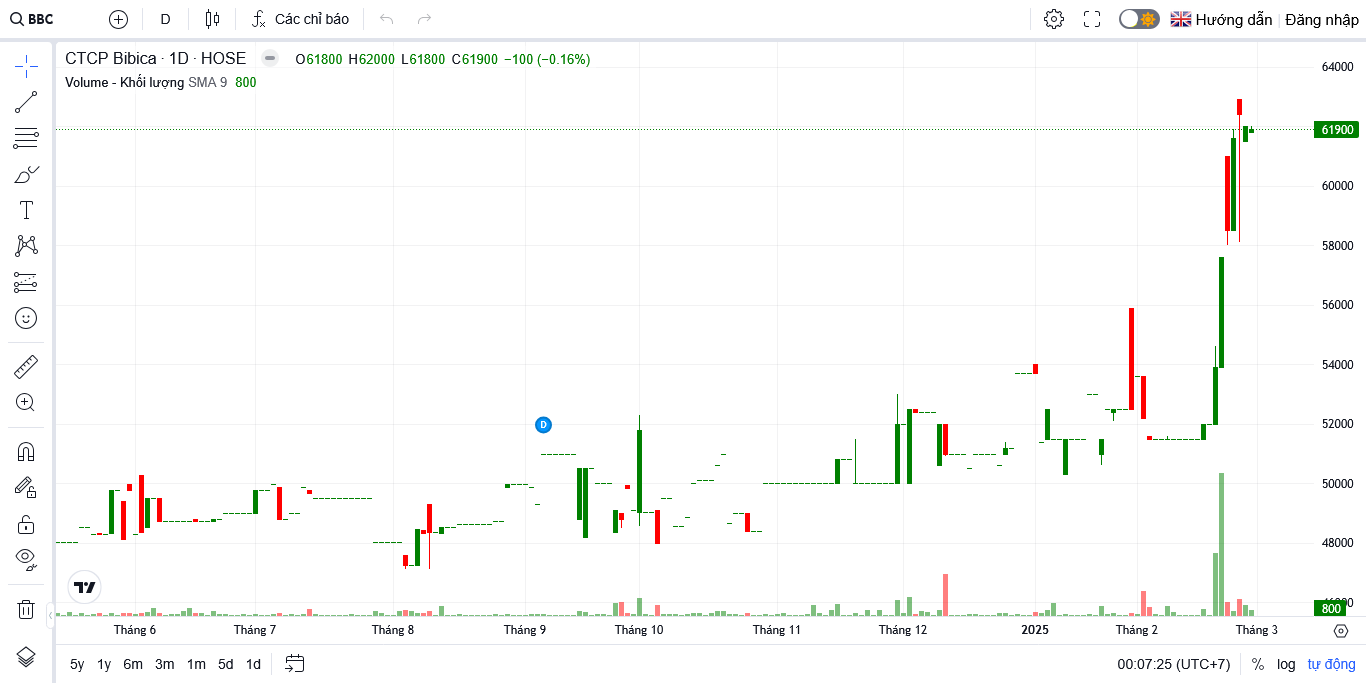 BBC D Các chỉ báo Hướng dẫn Đăng nhập
CTCP Bibica · 1D · HOSE O61800 H62000 L61800 C61900 −100 (−0.16%)
Volume - Khối lượng SMA 9 800
64000
61900
60000
58000
56000
54000
52000
D
50000
48000
800
Tháng 6 Tháng 7 Tháng 8 Tháng 9 Tháng 10 Tháng 11 Tháng 12 2025 Tháng 2 Tháng 3
5y 1y 6m 3m 1m 5d 1d 00:07:25 (UTC+7) % log tự động